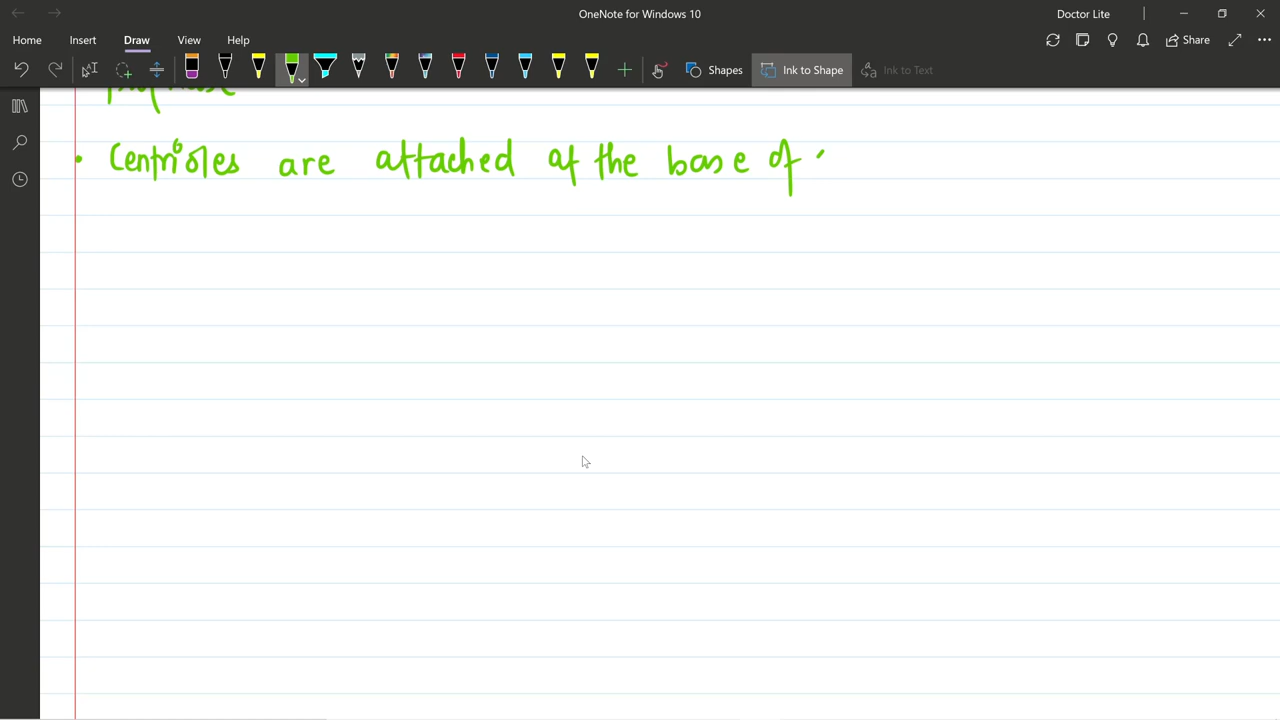 OneNote for Windows 10
Doctor Lite
Home Insert Draw View Help
Share
Shapes
Ink to Shape
Ink to Text
• Centrioles are attached at the base of